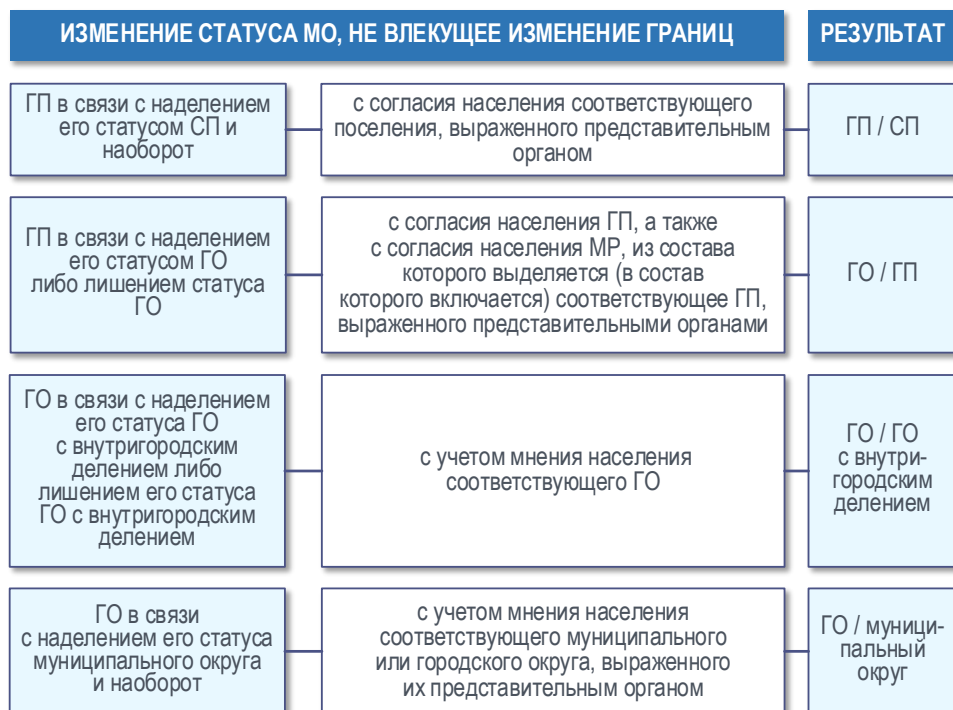 ИЗМЕНЕНИЕ СТАТУСА МО, НЕ ВЛЕКУЩЕЕ ИЗМЕНЕНИЕ ГРАНИЦ
РЕЗУЛЬТАТ
ГП в связи с наделением
его статусом СП и
наоборот
с согласия населения соответствующего
поселения, выраженного представительным
органом
ГП / СП
ГП в связи с наделением
его статусом ГО
либо лишением статуса
ГО
с согласия населения ГП, а также
с согласия населения МР, из состава
которого выделяется (в состав
которого включается) соответствующее ГП,
выраженного представительными органами
ГО / ГП
ГО в связи с наделением
его статуса ГО
с внутригородским
делением либо
лишением его статуса
ГО с внутригородским
делением
с учетом мнения населения
соответствующего ГО
ГО / ГО
с внутри-
городским
делением
ГО в связи
с наделением его статуса
муниципального округа
и наоборот
с учетом мнения населения
соответствующего муниципального
или городского округа, выраженного
их представительным органом
ГО / муници-
пальный
округ